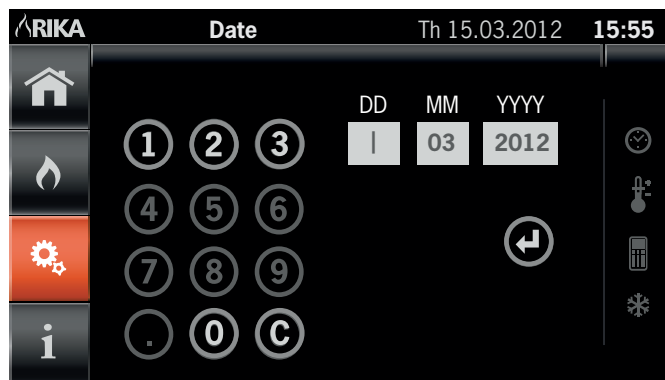 RIKA Date Th 15.03.2012 15:55
DD MM YYYY
1 2 3 | 03 2012
4 5 6
7 8 9
. 0 C
i